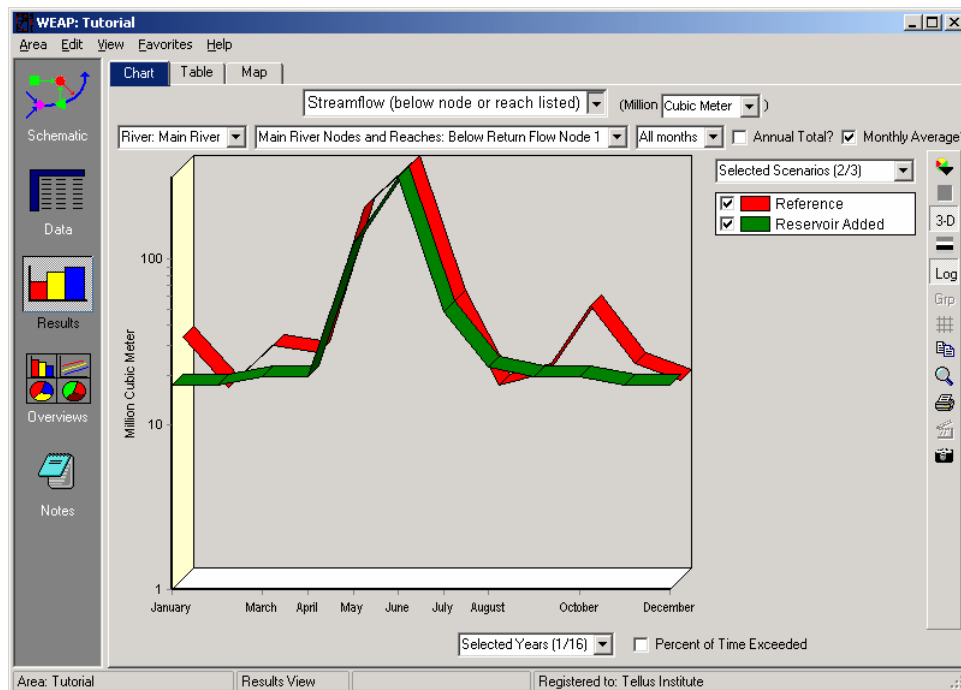 WEAP: Tutorial
Area Edit View Favorites Help
Chart Table Map
Streamflow (below node or reach listed) (Million Cubic Meter )
River: Main River Main River Nodes and Reaches: Below Return Flow Node 1 All months Annual Total? Monthly Average?
Selected Scenarios (2/3)
Reference
Reservoir Added
Schematic
Data
Results
Overviews
Notes
3-D
Log
Grp
Million Cubic Meter
100
10
1
January March April May June July August October December
Selected Years (1/16) Percent of Time Exceeded
Area: Tutorial Results View Registered to: Tellus Institute